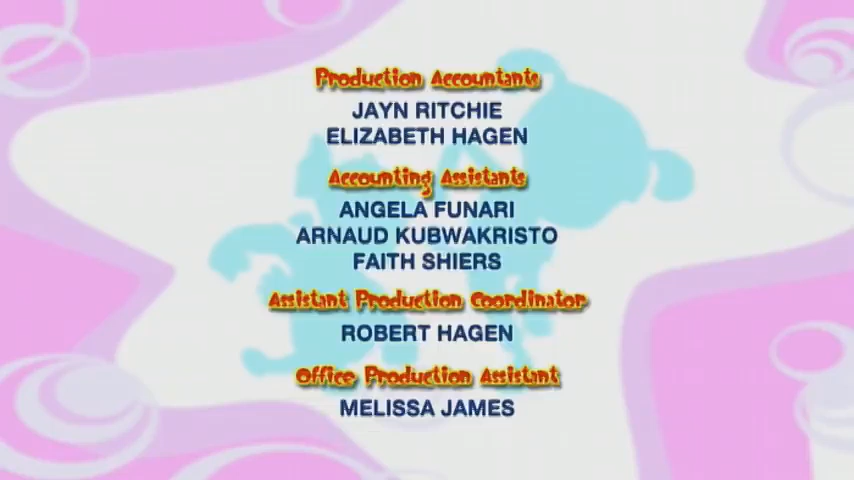 Production Accountants
JAYN RITCHIE
ELIZABETH HAGEN
Accounting Assistants
ANGELA FUNARI
ARNAUD KUBWAKRISTO
FAITH SHIERS
Assistant Production Coordinator
ROBERT HAGEN
Office Production Assistant
MELISSA JAMES